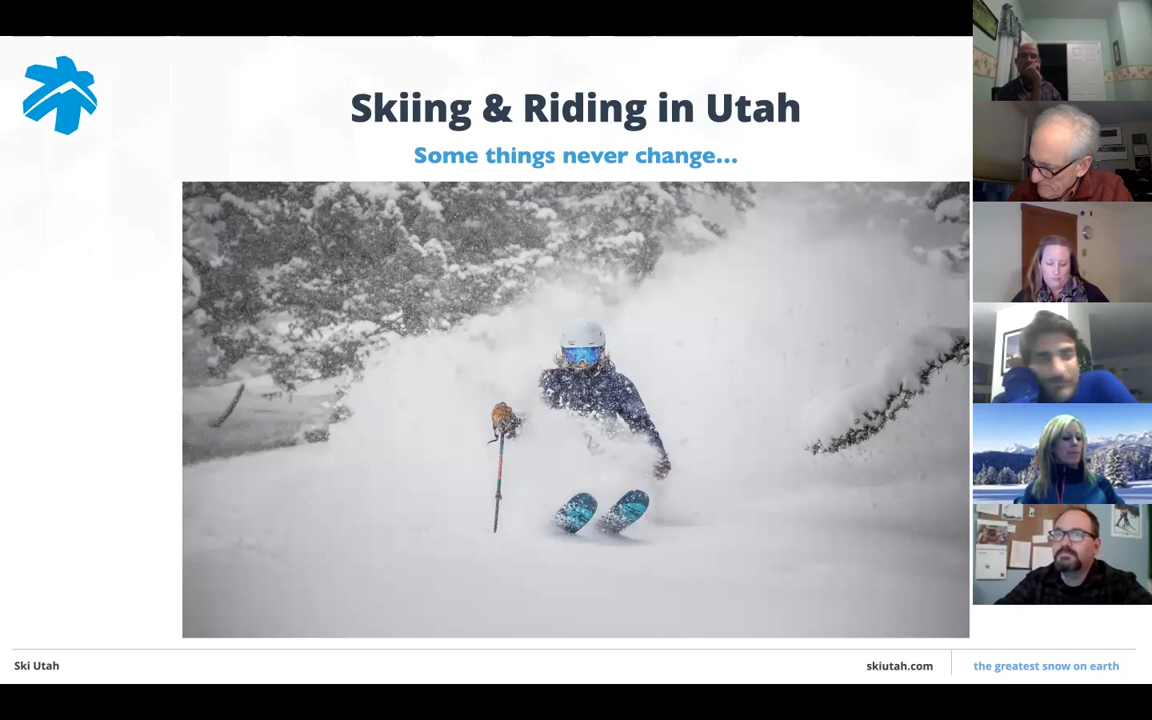 Skiing & Riding in Utah
Some things never change...
Ski Utah
skiutah.com
the greatest snow on earth